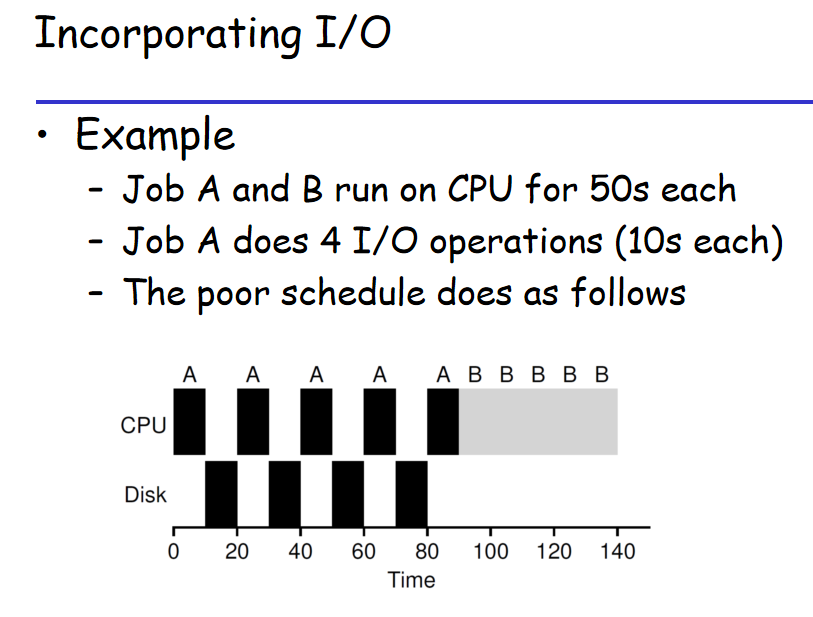 Incorporating I/O
• Example
– Job A and B run on CPU for 50s each
– Job A does 4 I/O operations (10s each)
– The poor schedule does as follows
A A A A A B B B B B
CPU
Disk
0 20 40 60 80 100 120 140
Time